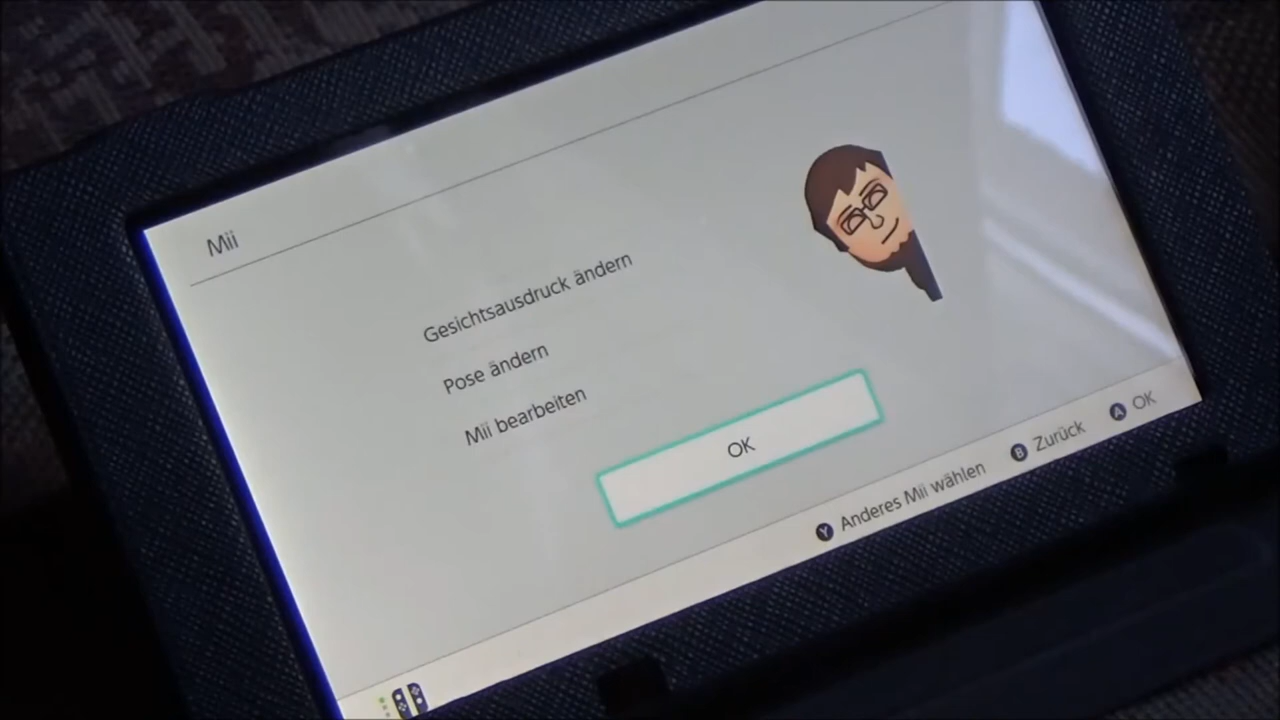 Mii
Gesichtsausdruck ändern
Pose ändern
Mii bearbeiten
OK
Y Anderes Mii wählen B Zurück A OK